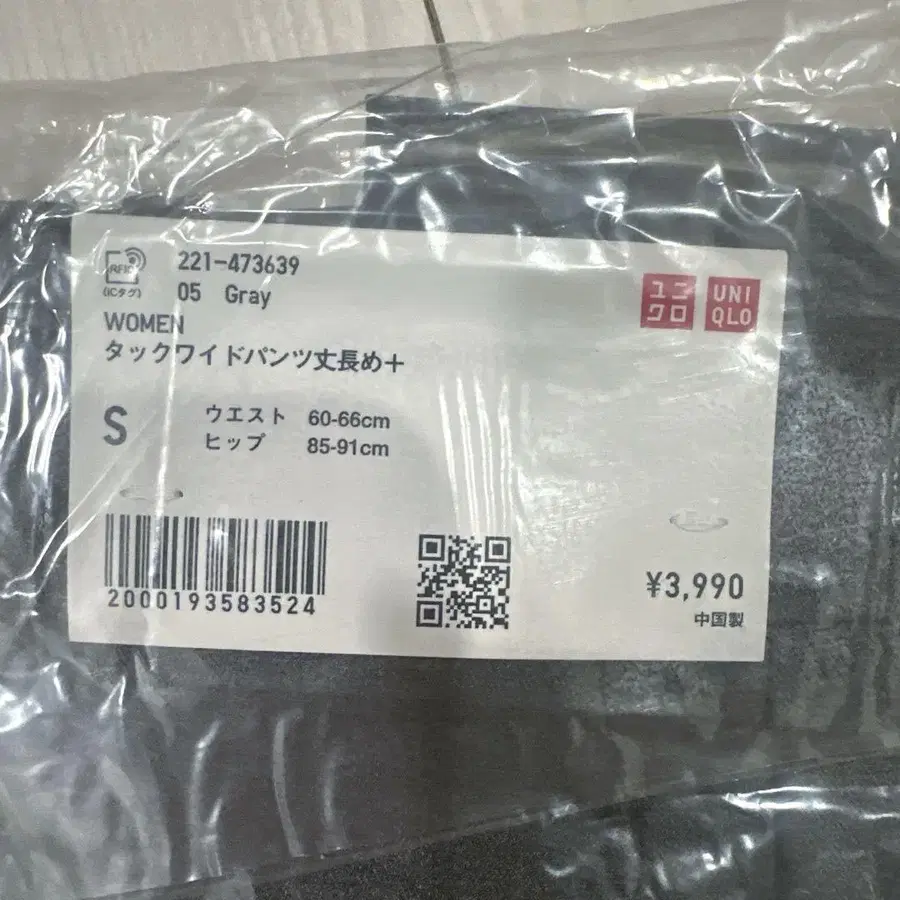 RFID
(ICタグ)
221-473639
05 Gray
WOMEN
タックワイドパンツ丈長め+
ユニ
クロ
UNI
QLO
S
ウエスト 60-66cm
ヒップ 85-91cm
2000193583524
¥3,990
中国製